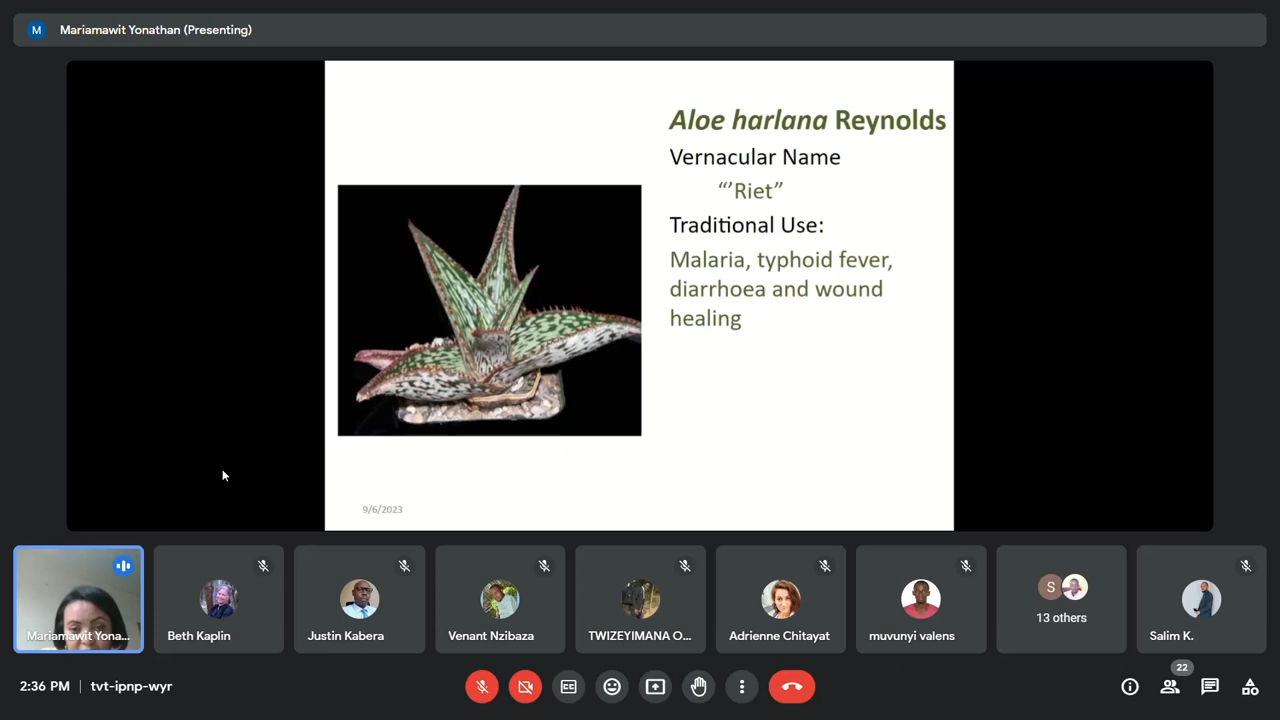 M Mariamawit Yonathan (Presenting)
Aloe harlana Reynolds
Vernacular Name
“’Riet”
Traditional Use:
Malaria, typhoid fever,
diarrhoea and wound
healing
9/6/2023
Mariamawit Yona...
Beth Kaplin
Justin Kabera
Venant Nzibaza
TWIZEYIMANA O...
Adrienne Chitayat
muvunyi valens
S
13 others
Salim K.
2:36 PM | tvt-ipnp-wyr
22